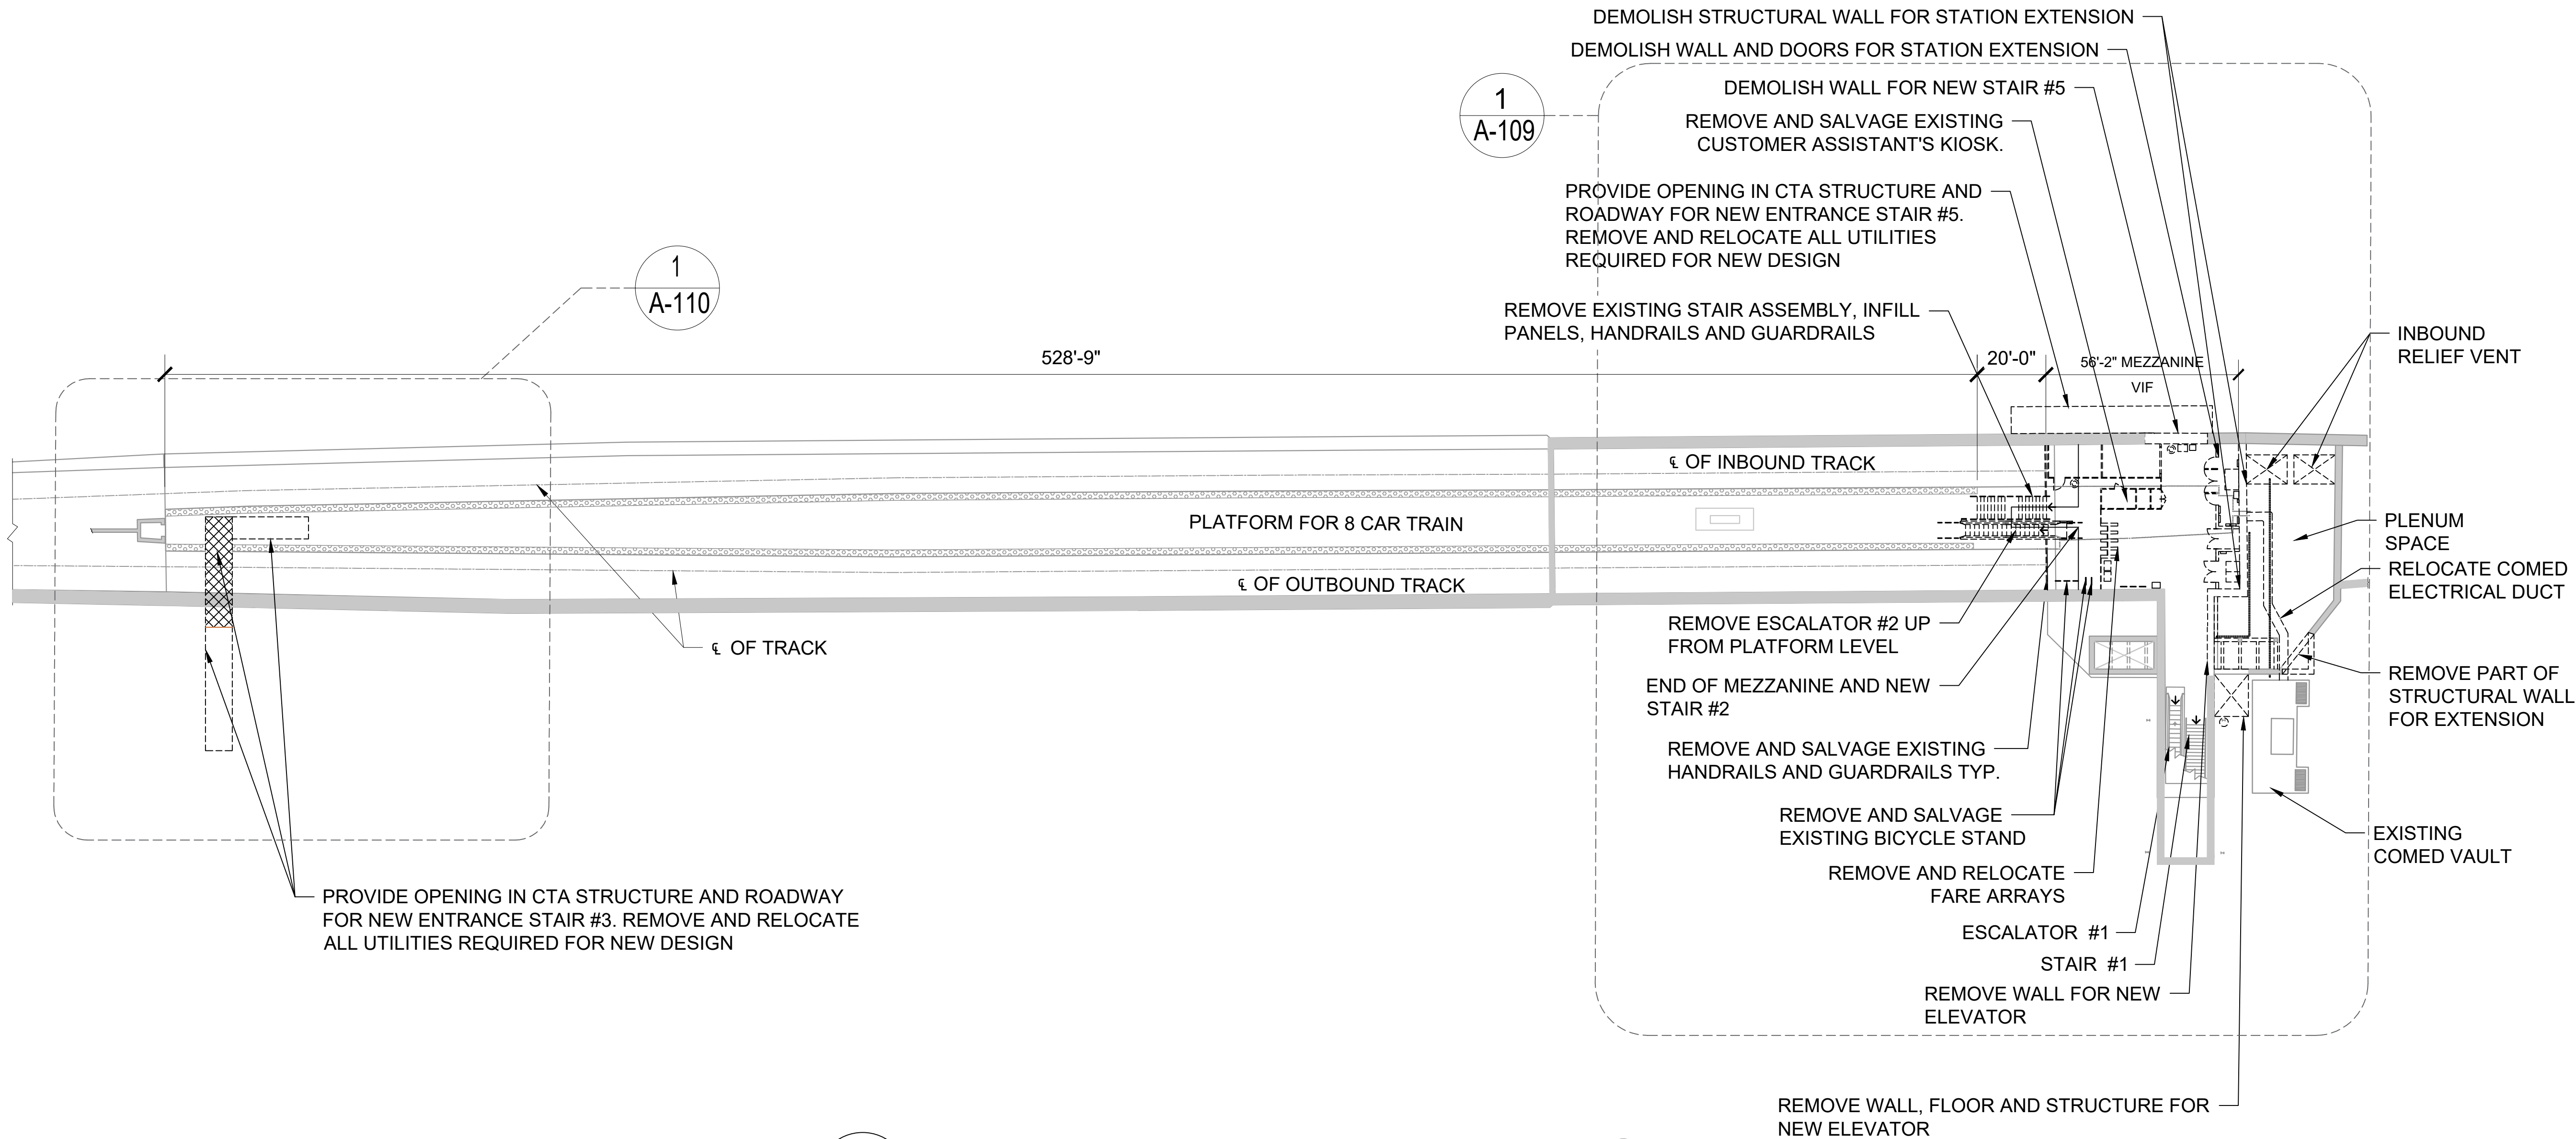 DEMOLISH STRUCTURAL WALL FOR STATION EXTENSION
DEMOLISH WALL AND DOORS FOR STATION EXTENSION
DEMOLISH WALL FOR NEW STAIR #5
1
A-109
REMOVE AND SALVAGE EXISTING
CUSTOMER ASSISTANT'S KIOSK.
PROVIDE OPENING IN CTA STRUCTURE AND
ROADWAY FOR NEW ENTRANCE STAIR #5.
REMOVE AND RELOCATE ALL UTILITIES
REQUIRED FOR NEW DESIGN
1
A-110
REMOVE EXISTING STAIR ASSEMBLY, INFILL
PANELS, HANDRAILS AND GUARDRAILS
528'-9"
20'-0"
56'-2" MEZZANINE
VIF
INBOUND
RELIEF VENT
℄ OF INBOUND TRACK
PLATFORM FOR 8 CAR TRAIN
℄ OF OUTBOUND TRACK
PLENUM
SPACE
RELOCATE COMED
ELECTRICAL DUCT
℄ OF TRACK
REMOVE ESCALATOR #2 UP
FROM PLATFORM LEVEL
END OF MEZZANINE AND NEW
STAIR #2
REMOVE PART OF
STRUCTURAL WALL
FOR EXTENSION
REMOVE AND SALVAGE EXISTING
HANDRAILS AND GUARDRAILS TYP.
REMOVE AND SALVAGE
EXISTING BICYCLE STAND
EXISTING
COMED VAULT
REMOVE AND RELOCATE
FARE ARRAYS
PROVIDE OPENING IN CTA STRUCTURE AND ROADWAY
FOR NEW ENTRANCE STAIR #3. REMOVE AND RELOCATE
ALL UTILITIES REQUIRED FOR NEW DESIGN
ESCALATOR #1
STAIR #1
REMOVE WALL FOR NEW
ELEVATOR
REMOVE WALL, FLOOR AND STRUCTURE FOR
NEW ELEVATOR